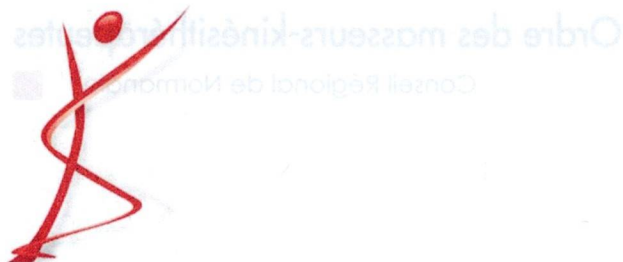 Ordre des masseurs-kinésithérapeutes
Conseil Régional de Normandie